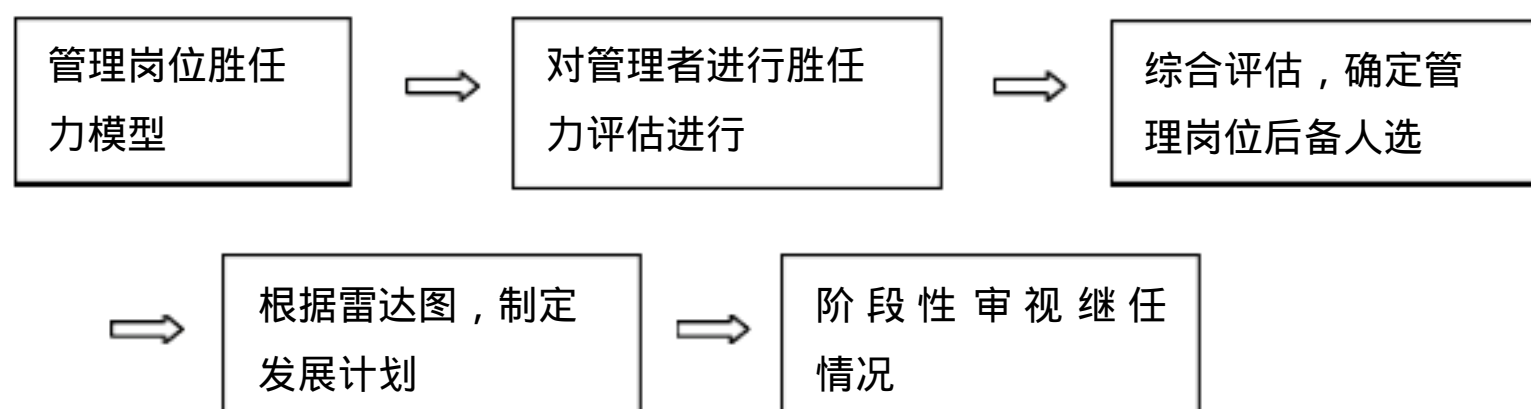 管理岗位胜任
力模型
对管理者进行胜任
力评估进行
综合评估，确定管
理岗位后备人选
根据雷达图，制定
发展计划
阶段性审视继任
情况